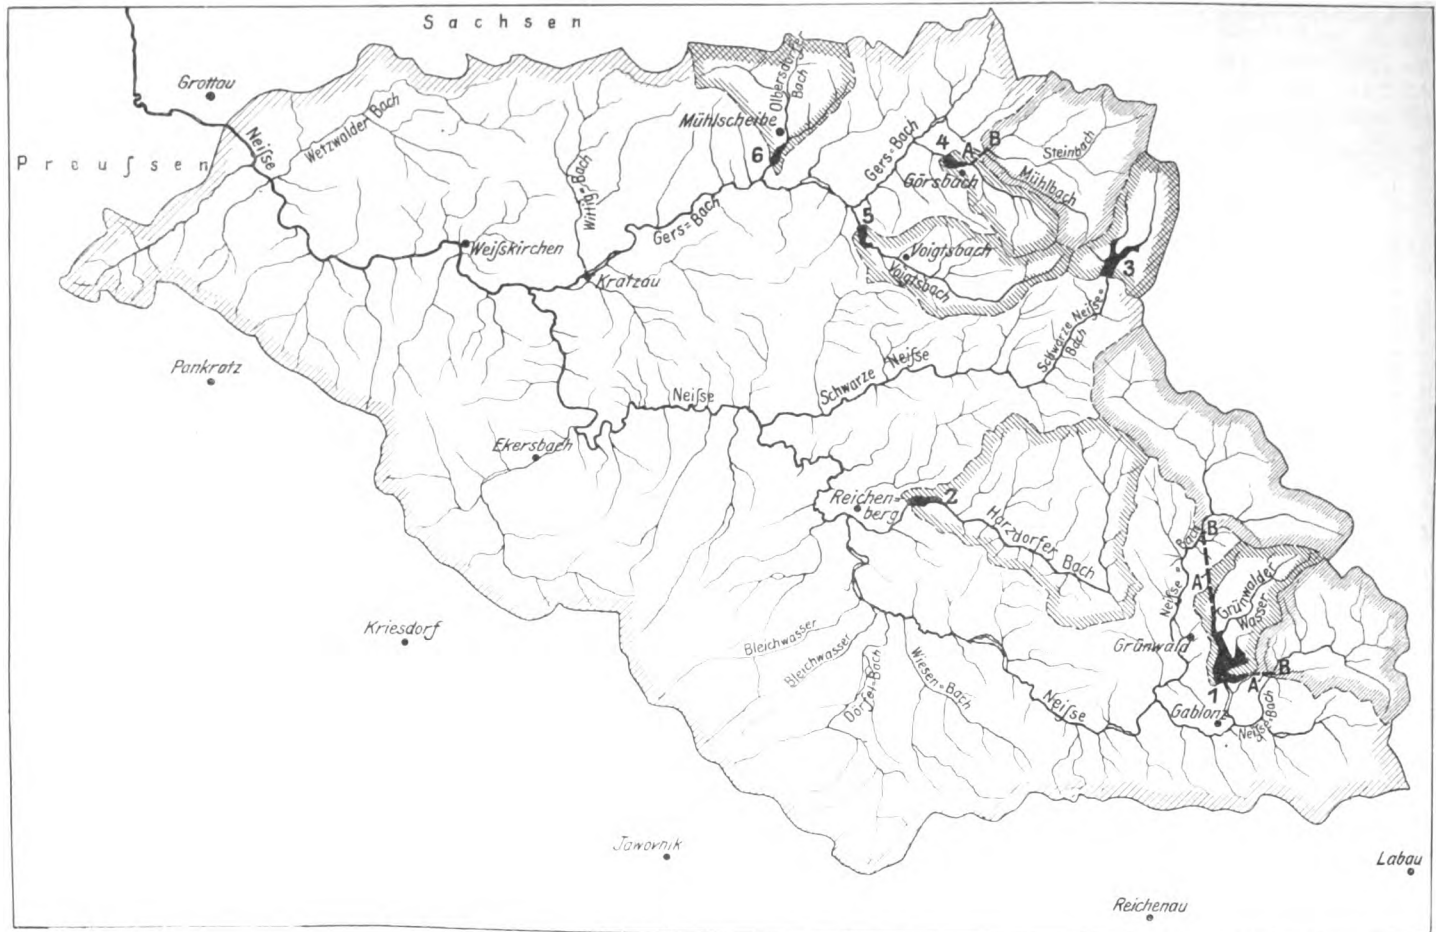 Sachsen
Grottau
Preuſsen
Neiſse
Wetzwalder Bach
Wittig=Bach
Mühlscheibe
Olbersdorfer
Bach
6
Gers=Bach
4
A
B
Görsbach
Steinbach
Mühlbach
5
Voigtsbach
Voigtsbach
3
Gers=Bach
Weiſskirchen
Kratzau
Schwarze Neiſse=
Bach
Pankratz
Neiſse
Schwarze Neiſse
Ekersbach
Reichen=
berg
2
Harzdorfer Bach
B
Neiſse=Bach
A
Grünwalder
Wasser
Kriesdorf
Bleichwasser
Bleichwasser
Dörfel=Bach
Wiesen=Bach
Grünwald
Neiſse
1
A
B
Gablonz
Neiſse=Bach
Jawornik
Labau
Reichenau